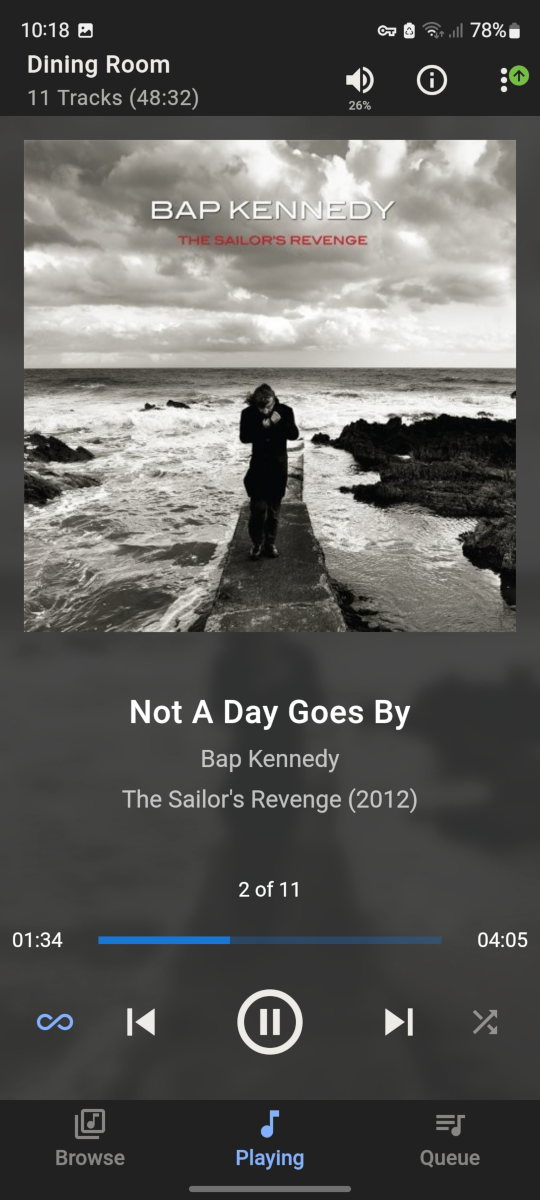 10:18
78%
Dining Room
11 Tracks (48:32)
26%
BAP KENNEDY
THE SAILOR'S REVENGE
Not A Day Goes By
Bap Kennedy
The Sailor's Revenge (2012)
2 of 11
01:34
04:05
Browse
Playing
Queue